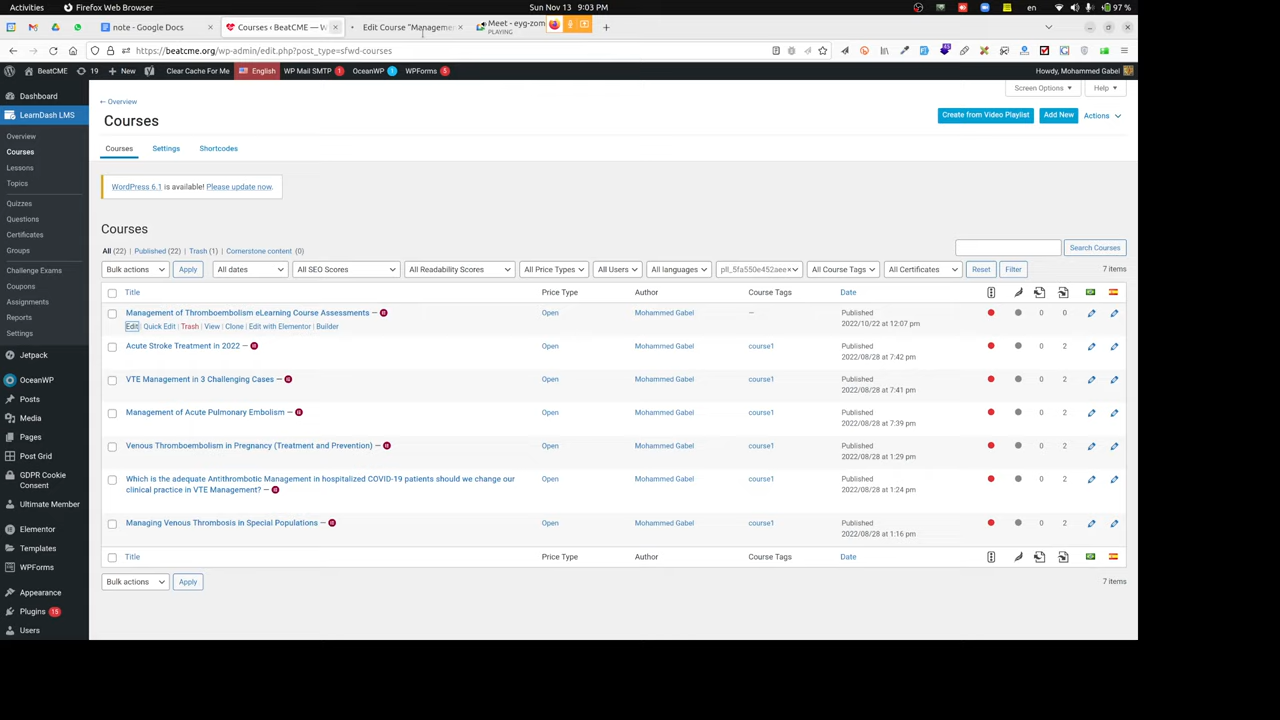 Activities Firefox Web Browser Sun Nov 13 9:03 PM en 97 %
note - Google Docs × Courses ‹ BeatCME — W × Edit Course "Manageme × Meet - eyg-zom
PLAYING
https://beatcme.org/wp-admin/edit.php?post_type=sfwd-courses
BeatCME 19 New Clear Cache For Me English WP Mail SMTP 1 OceanWP 1 WPForms 5 Howdy, Mohammed Gabel
Screen Options Help
Dashboard
LearnDash LMS
Overview
Courses
Lessons
Topics
Quizzes
Questions
Certificates
Groups
Challenge Exams
Coupons
Assignments
Reports
Settings
Jetpack
OceanWP
Posts
Media
Pages
Post Grid
GDPR Cookie
Consent
Ultimate Member
Elementor
Templates
WPForms
Appearance
Plugins 15
Users
← Overview
Courses
Create from Video Playlist Add New Actions
Courses Settings Shortcodes
WordPress 6.1 is available! Please update now.
Courses
All (22) | Published (22) | Trash (1) | Cornerstone content (0)
Search Courses
Bulk actions Apply All dates All SEO Scores All Readability Scores All Price Types All Users All languages pll_5fa550e452aee× All Course Tags All Certificates Reset Filter 7 items
Title Price Type Author Course Tags Date
Management of Thromboembolism eLearning Course Assessments — Open Mohammed Gabel — Published 0 0
Edit | Quick Edit | Trash | View | Clone | Edit with Elementor | Builder 2022/10/22 at 12:07 pm
Acute Stroke Treatment in 2022 — Open Mohammed Gabel course1 Published 0 2
2022/08/28 at 7:42 pm
VTE Management in 3 Challenging Cases — Open Mohammed Gabel course1 Published 0 2
2022/08/28 at 7:41 pm
Management of Acute Pulmonary Embolism — Open Mohammed Gabel course1 Published 0 2
2022/08/28 at 7:39 pm
Venous Thromboembolism in Pregnancy (Treatment and Prevention) — Open Mohammed Gabel course1 Published 0 2
2022/08/28 at 1:29 pm
Which is the adequate Antithrombotic Management in hospitalized COVID-19 patients should we change our Open Mohammed Gabel course1 Published 0 2
clinical practice in VTE Management? — 2022/08/28 at 1:24 pm
Managing Venous Thrombosis in Special Populations — Open Mohammed Gabel course1 Published 0 2
2022/08/28 at 1:16 pm
Title Price Type Author Course Tags Date
Bulk actions Apply 7 items